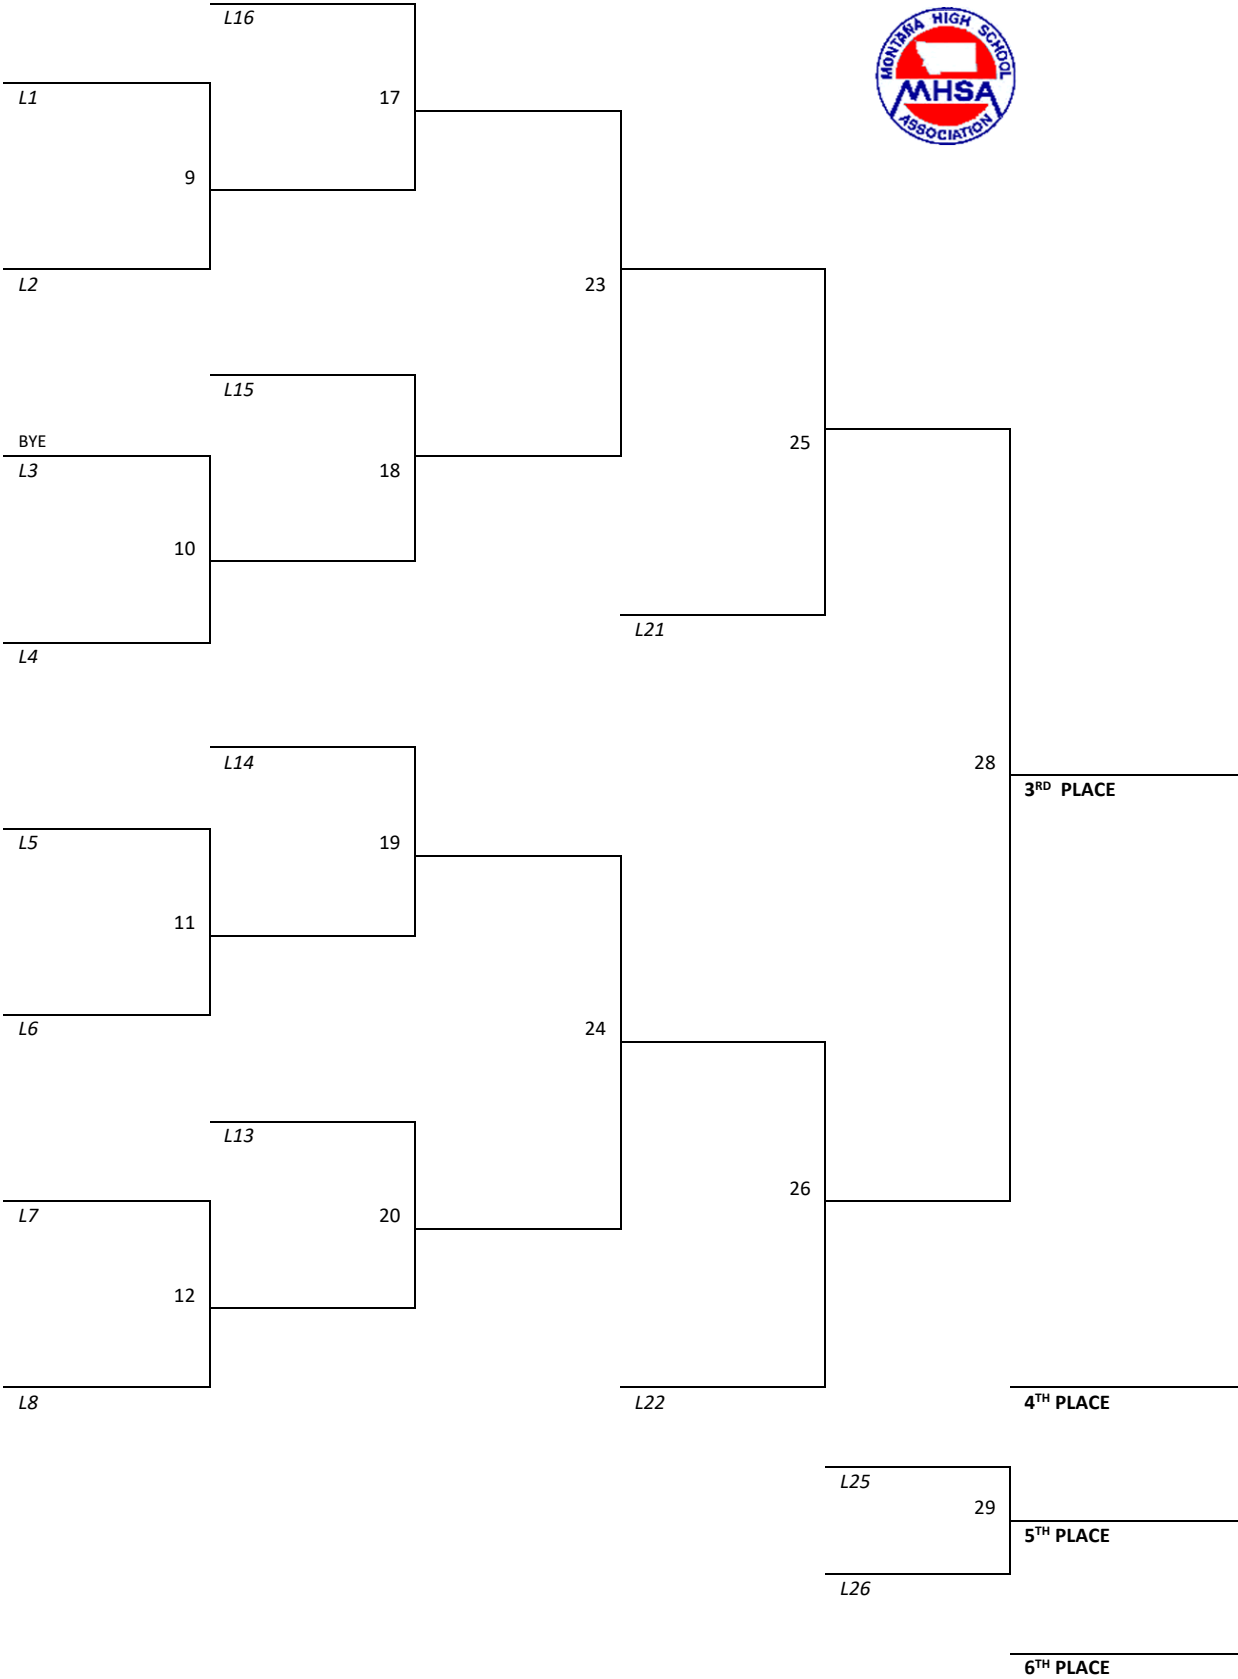 L16
MONTANA HIGH SCHOOL
MHSA
ASSOCIATION
L1
17
9
L2
23
L15
BYE
L3
18
25
10
L21
L4
L14
28
3RD PLACE
L5
19
11
L6
24
L13
26
L7
20
12
L8
L22
4TH PLACE
L25
29
5TH PLACE
L26
6TH PLACE